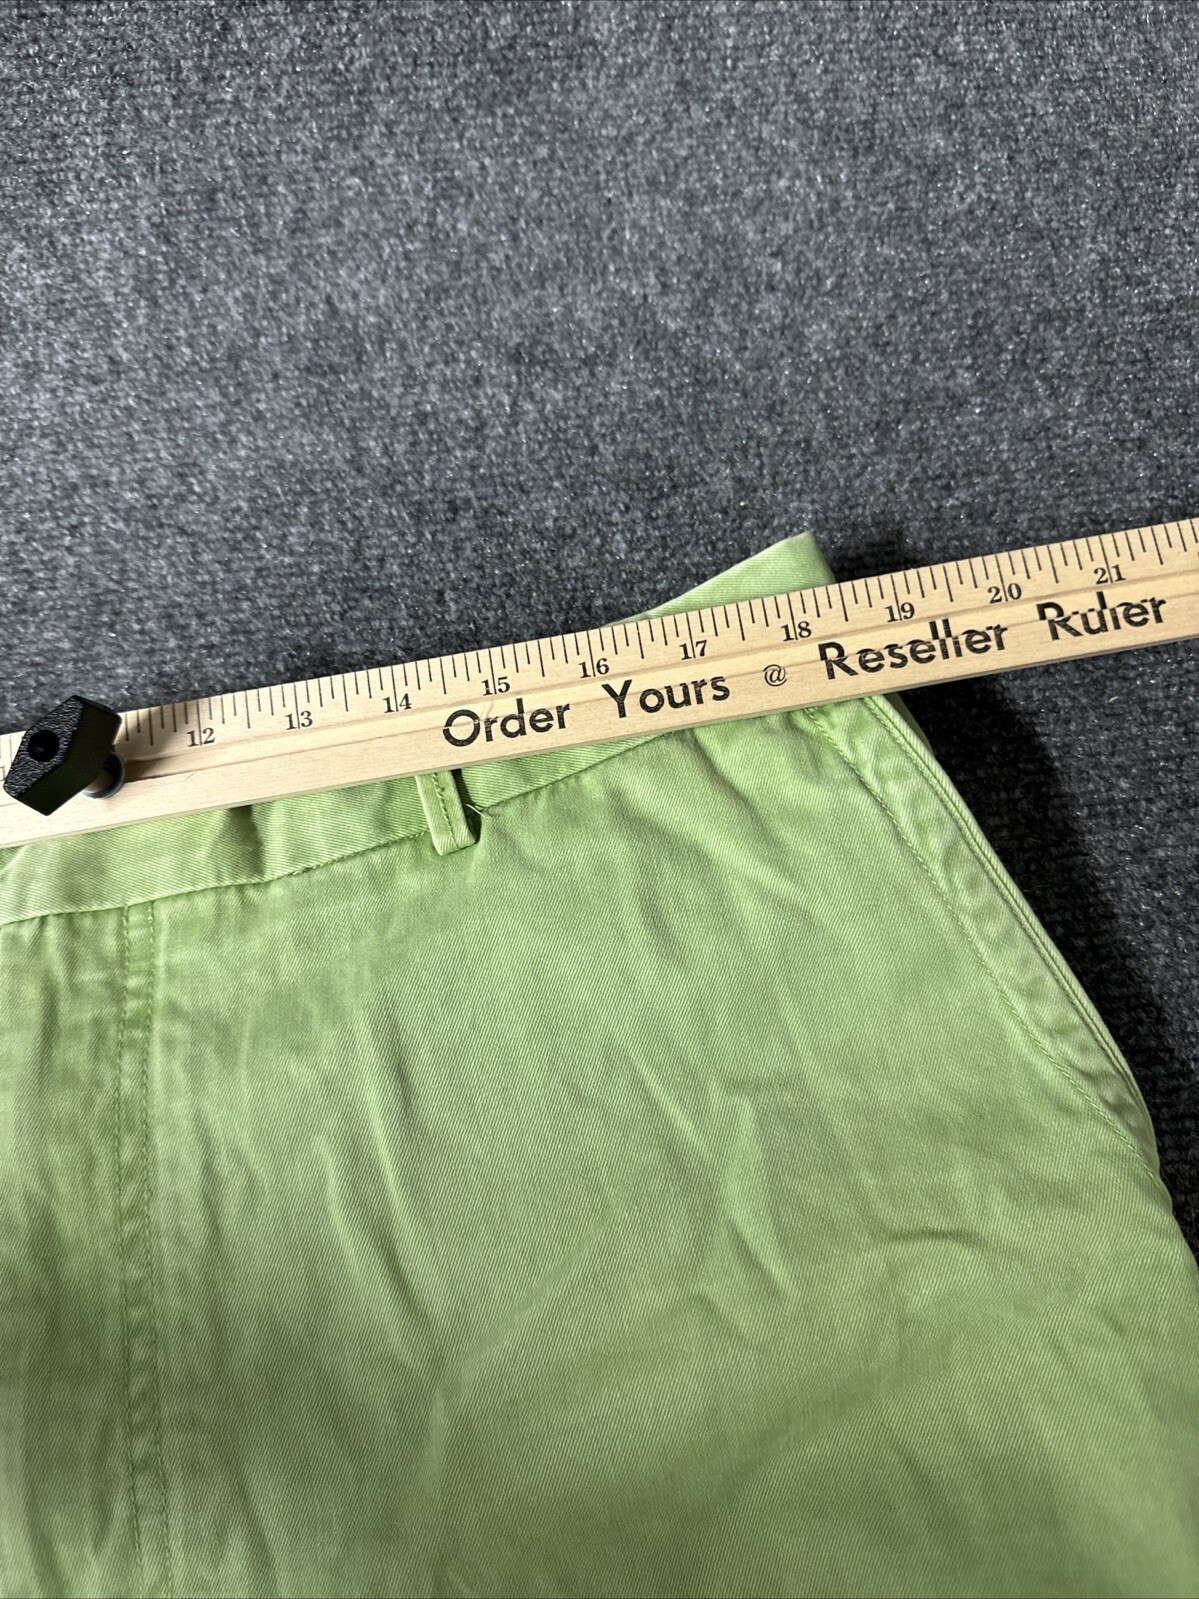 12 13 14 15 16 17 18 19 20 21
Order Yours @ Reseller Ruler